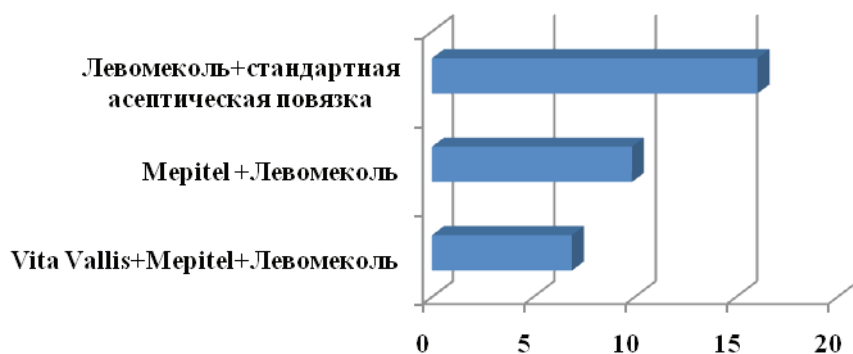 Левомеколь+стандартная
асептическая повязка
Mepitel +Левомеколь
Vita Vallis+Mepitel+Левомеколь
0 5 10 15 20